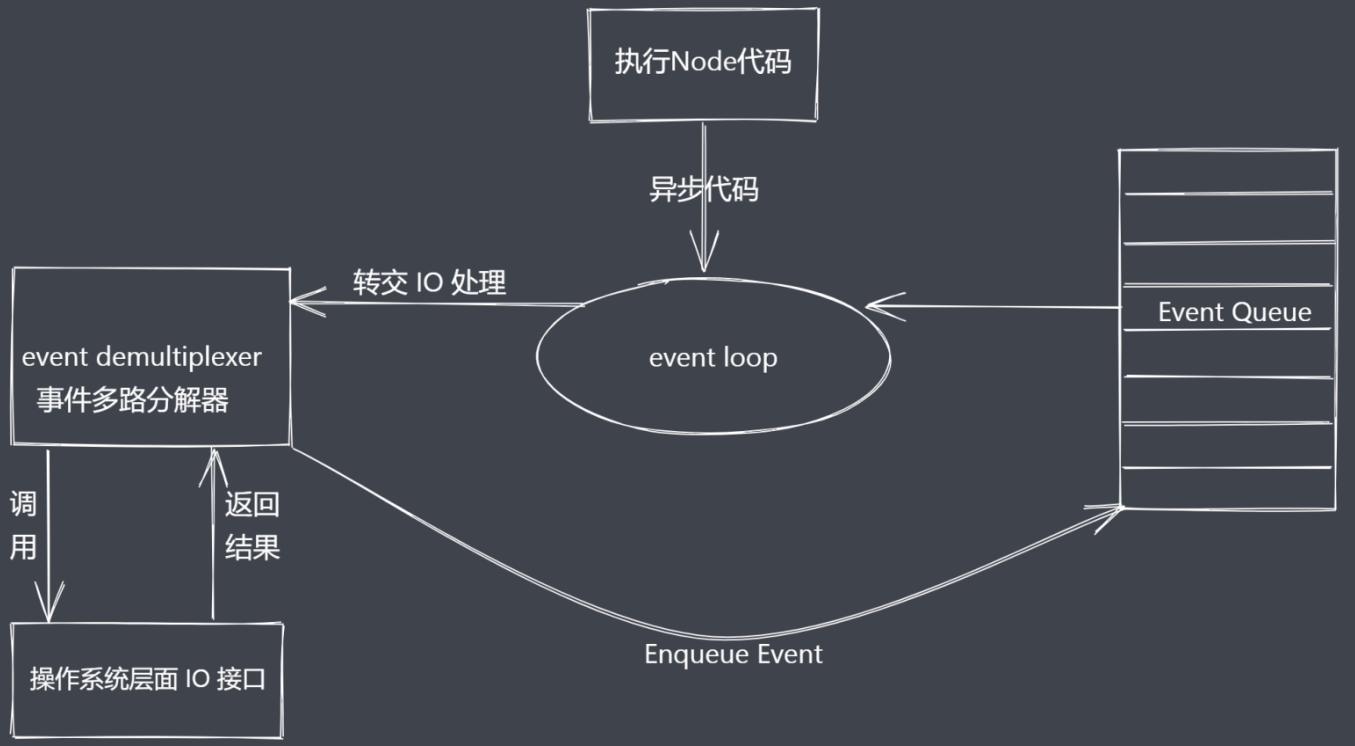 执行Node代码
异步代码
转交 IO 处理
event demultiplexer
事件多路分解器
event loop
Event Queue
调
用
返回
结果
Enqueue Event
操作系统层面 IO 接口